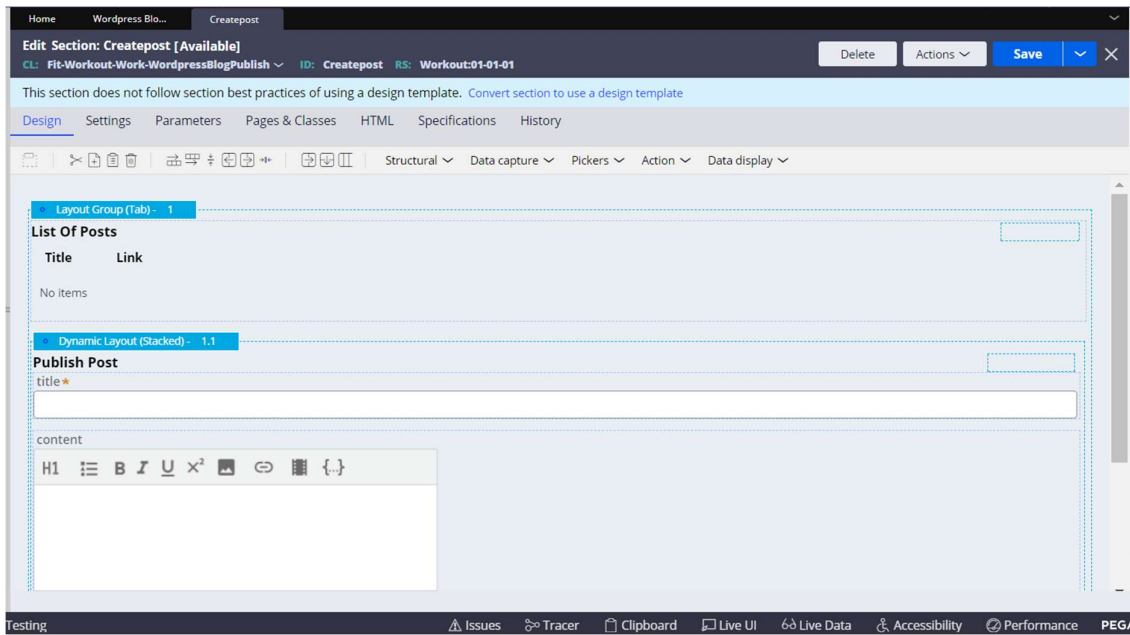 Home Wordpress Blo... Createpost
Edit Section: Createpost [Available]
CL: Fit-Workout-Work-WordpressBlogPublish ID: Createpost RS: Workout:01-01-01
Delete Actions Save
This section does not follow section best practices of using a design template. Convert section to use a design template
Design Settings Parameters Pages & Classes HTML Specifications History
Structural Data capture Pickers Action Data display
Layout Group (Tab) - 1
List Of Posts
Title Link
No items
Dynamic Layout (Stacked) - 1.1
Publish Post
title*
content
H1 B I U X² {...}
Testing Issues Tracer Clipboard Live UI Live Data Accessibility Performance PEGA